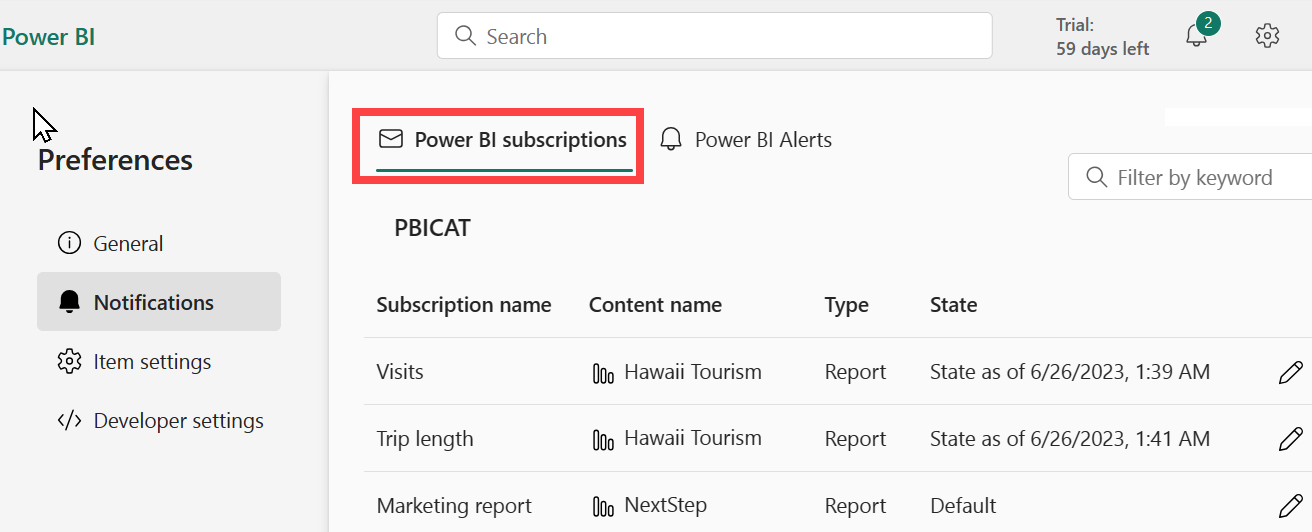 Power BI
Search
Trial:
59 days left
2
Preferences
General
Notifications
Item settings
Developer settings
Power BI subscriptions
Power BI Alerts
Filter by keyword
PBICAT
Subscription name Content name Type State
Visits Hawaii Tourism Report State as of 6/26/2023, 1:39 AM
Trip length Hawaii Tourism Report State as of 6/26/2023, 1:41 AM
Marketing report NextStep Report Default